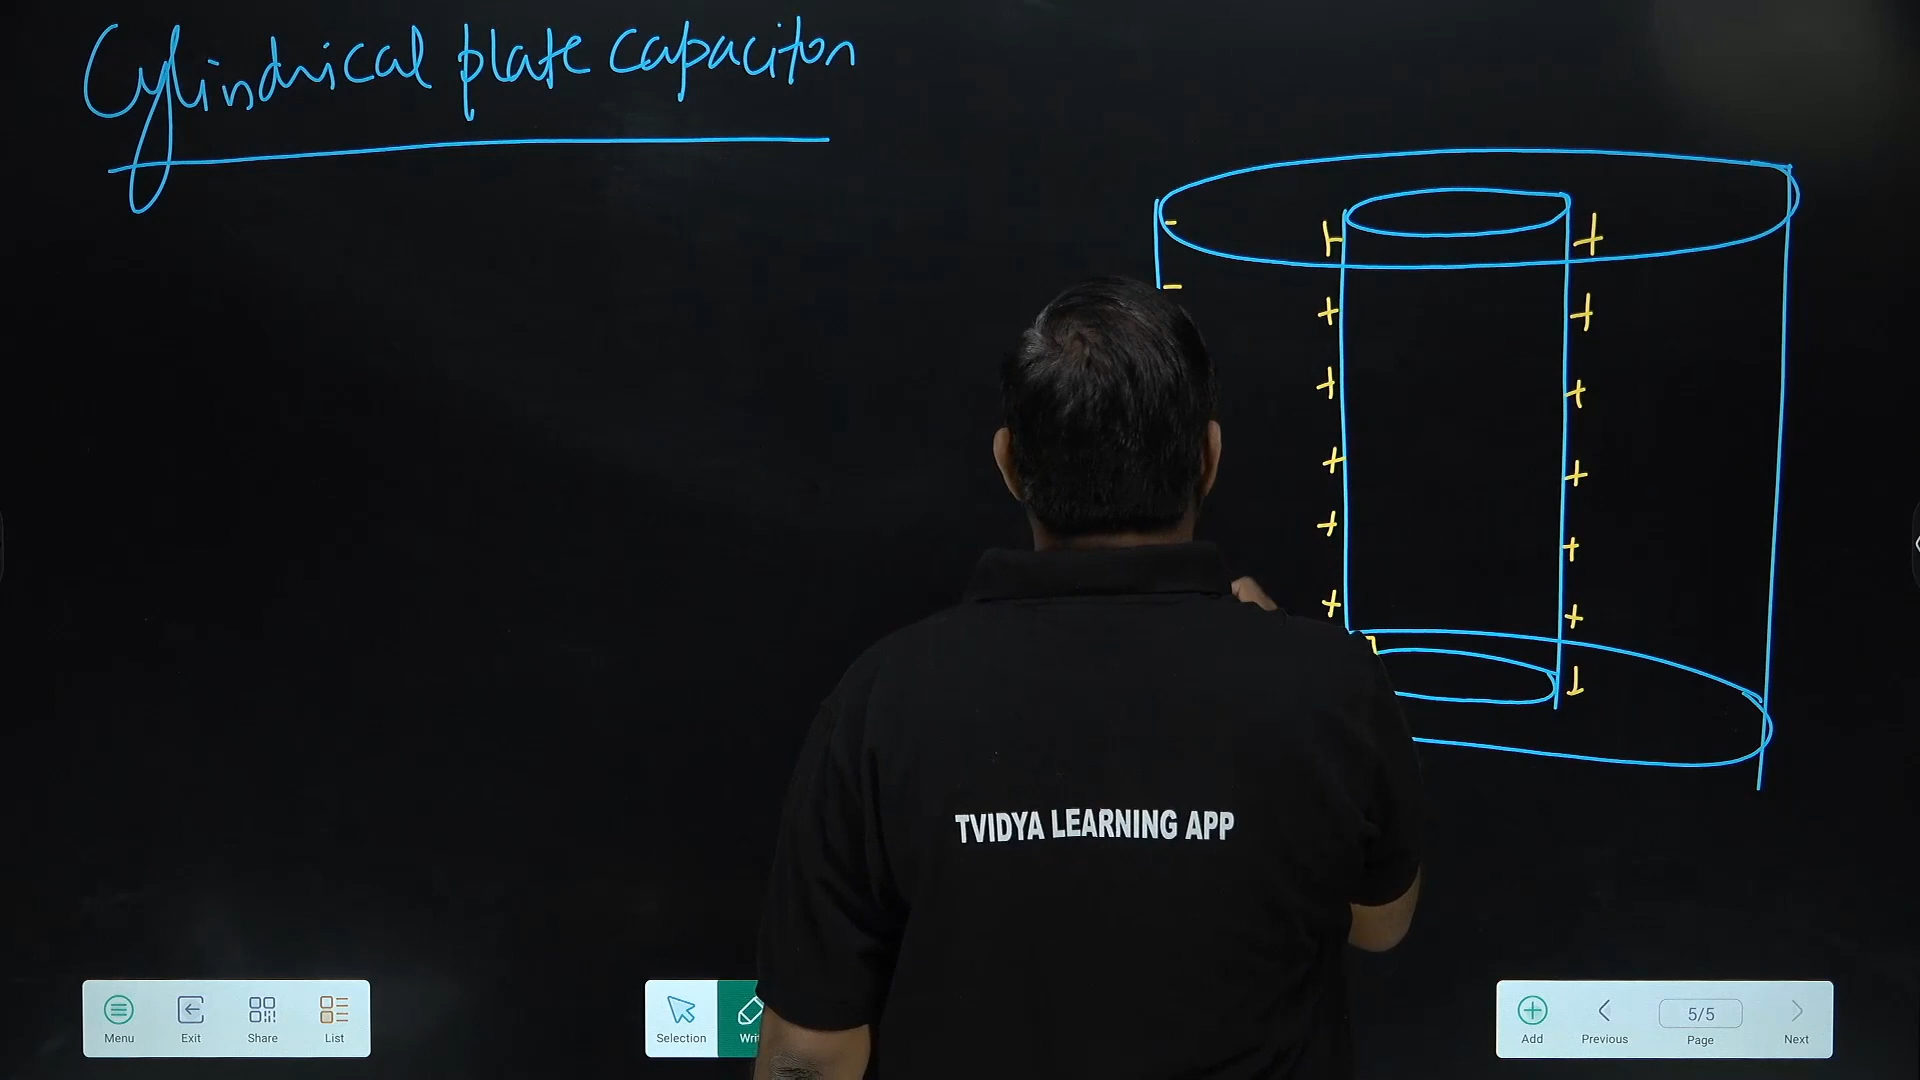 Cylindrical plate capacitor
+ +
-
-
+ +
+ +
+ +
+ +
+ +
TVIDYA LEARNING APP
Menu Exit Share List
Selection
Add Previous 5/5 Page Next